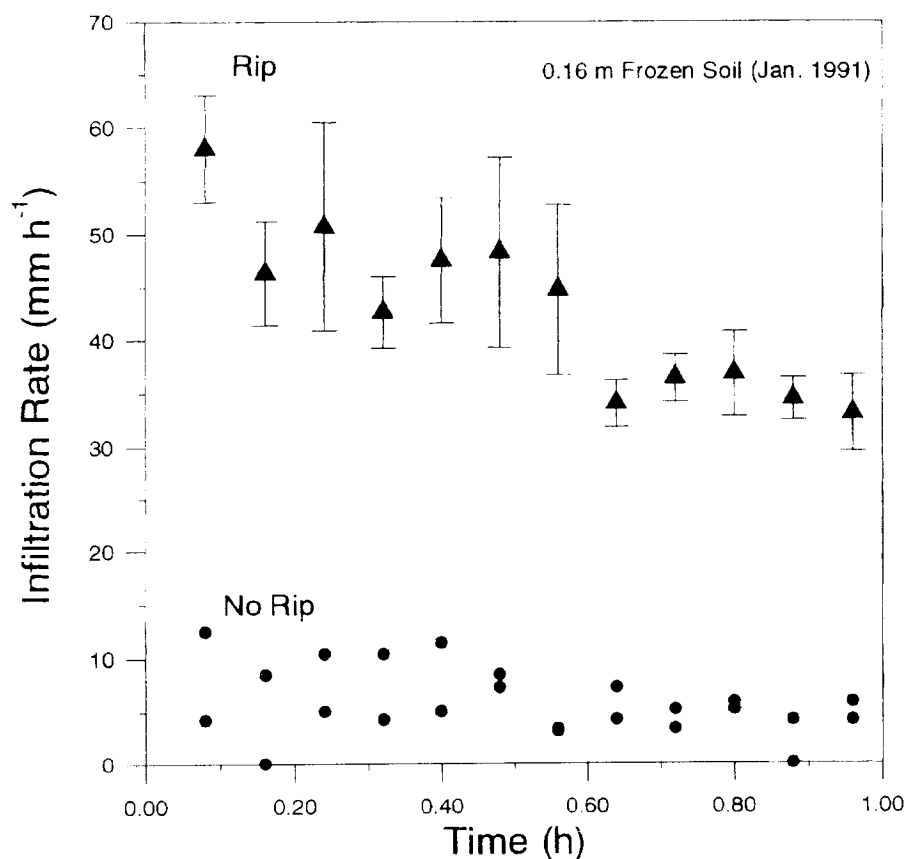 70
Rip
0.16 m Frozen Soil (Jan. 1991)
60
50
40
30
20
No Rip
10
0
0.00 0.20 0.40 0.60 0.80 1.00
Infiltration Rate (mm h⁻¹)
Time (h)